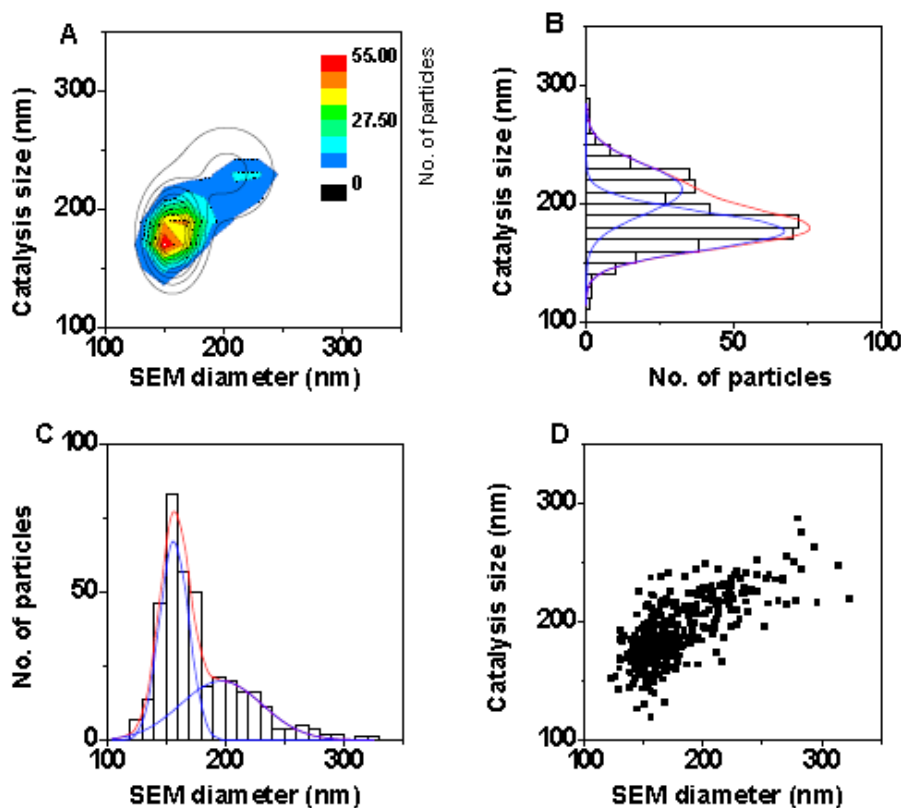 A
Catalysis size (nm)
300
200
100
100
200
300
SEM diameter (nm)
55.00
27.50
0
No. of particles
B
Catalysis size (nm)
300
200
100
0
50
100
No. of particles
C
No. of particles
100
50
0
100
200
300
SEM diameter (nm)
D
Catalysis size (nm)
300
200
100
100
200
300
SEM diameter (nm)